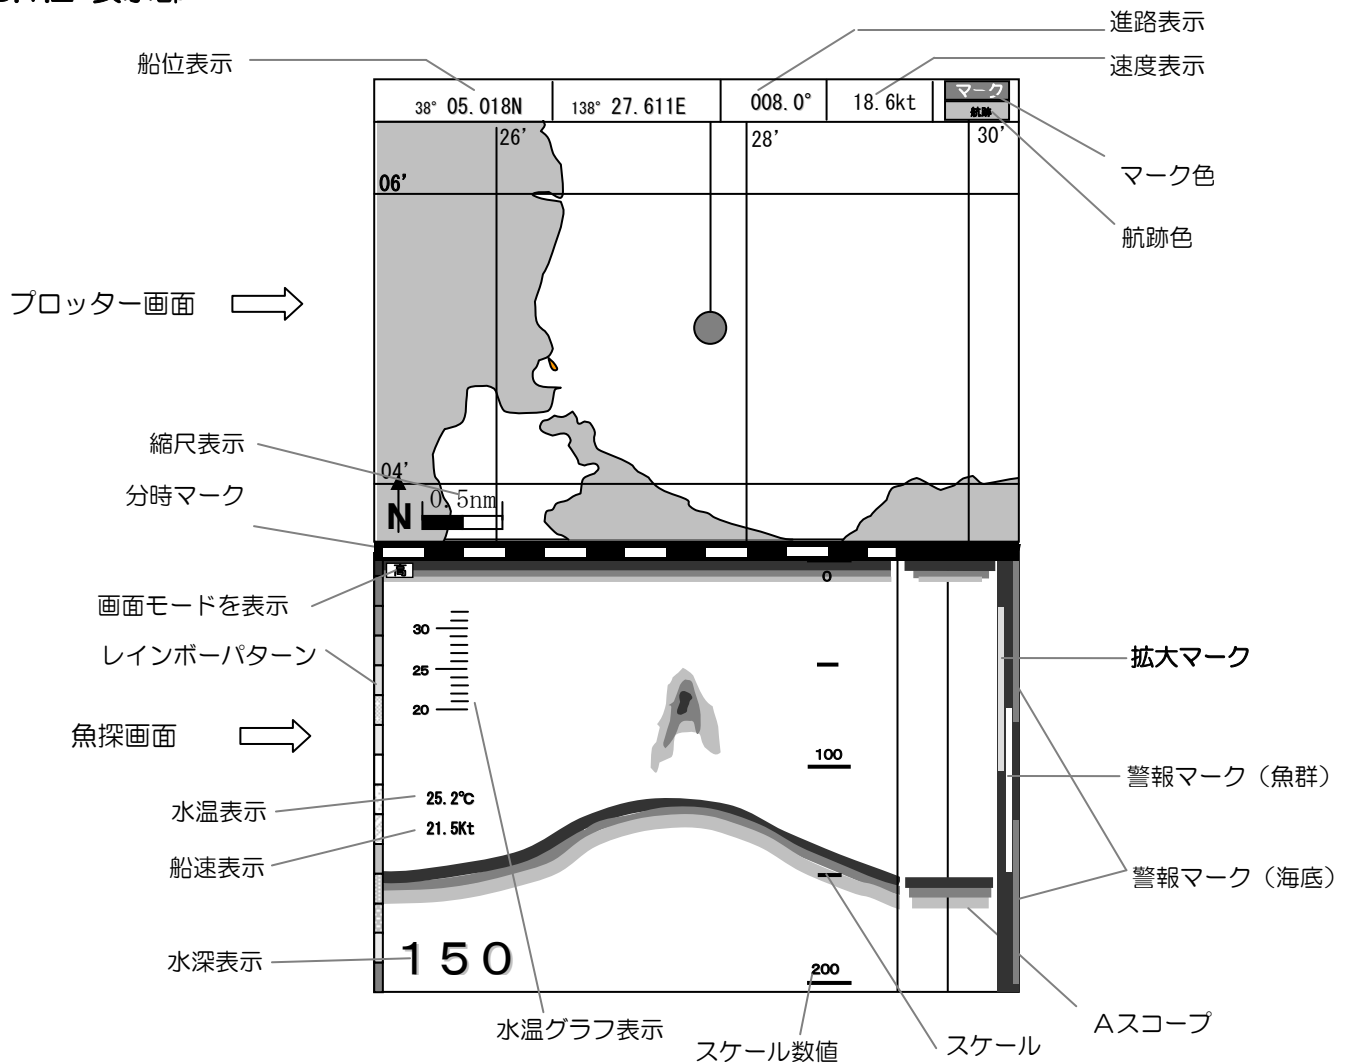 進路表示
船位表示
速度表示
38° 05.018N
138° 27.611E
008.0°
18.6kt
マーク
航跡
26'
28'
30'
マーク色
06'
航跡色
プロッター画面
縮尺表示
04'
分時マーク
0.5nm
N
高
0
画面モードを表示
30
レインボーパターン
拡大マーク
25
20
魚探画面
100
警報マーク（魚群）
25.2℃
水温表示
21.5Kt
船速表示
警報マーク（海底）
150
水深表示
200
Aスコープ
水温グラフ表示
スケール数値
スケール